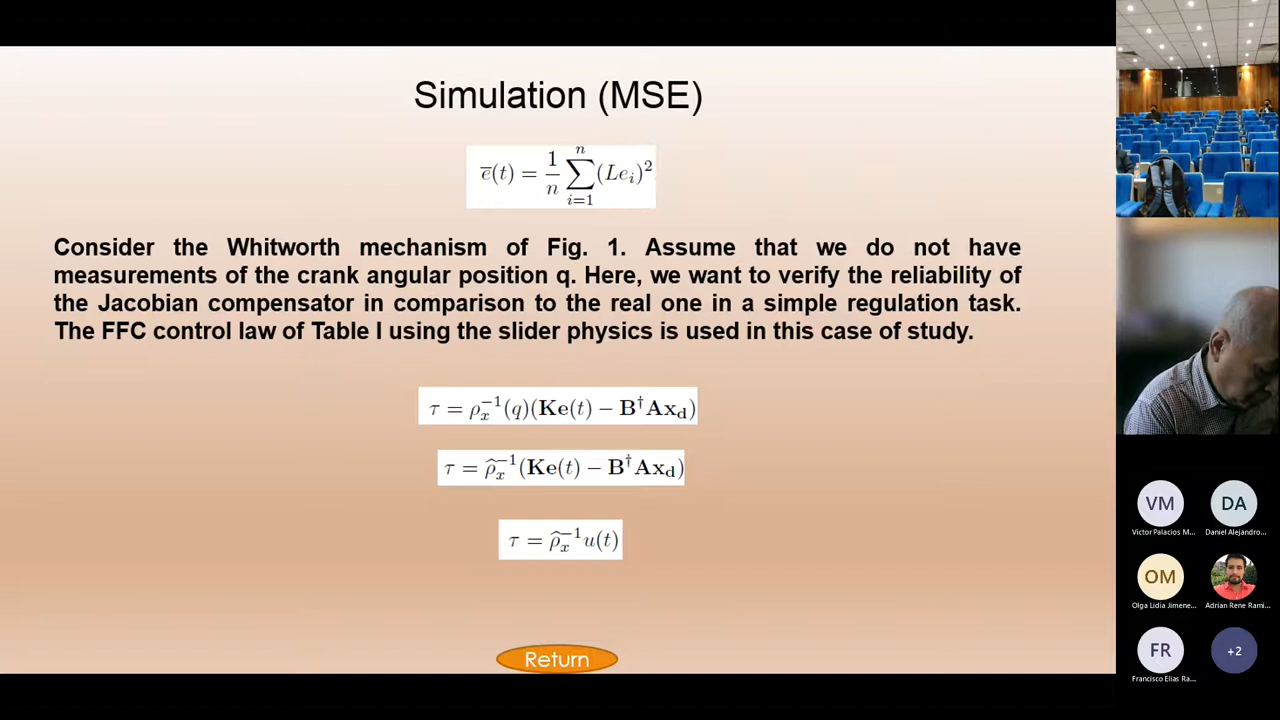 Simulation (MSE)
e̅(t) = 1/n ∑_{i=1}^{n} (Le_i)^2
Consider the Whitworth mechanism of Fig. 1. Assume that we do not have
measurements of the crank angular position q. Here, we want to verify the reliability of
the Jacobian compensator in comparison to the real one in a simple regulation task.
The FFC control law of Table I using the slider physics is used in this case of study.
τ = ρ_x^{-1}(q)(Ke(t) − B^†Ax_d)
τ = ρ̂_x^{-1}(Ke(t) − B^†Ax_d)
τ = ρ̂_x^{-1}u(t)
Return
VM
DA
Victor Palacios M...
Daniel Alejandro...
OM
Olga Lidia Jimene...
Adrian Rene Rami...
FR
+2
Francisco Elias Ra...